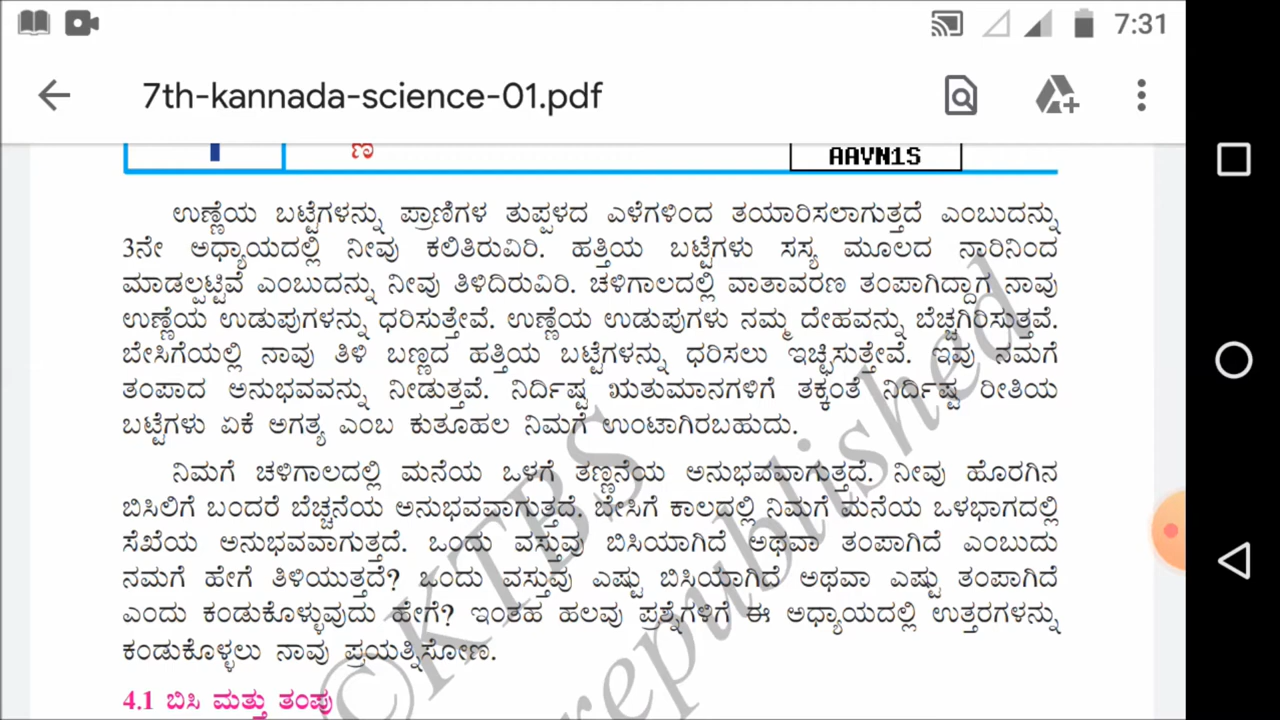 7:31
7th-kannada-science-01.pdf
AAVN1S
ಉಣ್ಣೆಯ ಬಟ್ಟೆಗಳನ್ನು ಪ್ರಾಣಿಗಳ ತುಪ್ಪಳದ ಎಳೆಗಳಿಂದ ತಯಾರಿಸಲಾಗುತ್ತದೆ ಎಂಬುದನ್ನು
3ನೇ ಅಧ್ಯಾಯದಲ್ಲಿ ನೀವು ಕಲಿತಿರುವಿರಿ. ಹತ್ತಿಯ ಬಟ್ಟೆಗಳು ಸಸ್ಯ ಮೂಲದ ನಾರಿನಿಂದ
ಮಾಡಲ್ಪಟ್ಟಿವೆ ಎಂಬುದನ್ನು ನೀವು ತಿಳಿದಿರುವಿರಿ. ಚಳಿಗಾಲದಲ್ಲಿ ವಾತಾವರಣ ತಂಪಾಗಿದ್ದಾಗ ನಾವು
ಉಣ್ಣೆಯ ಉಡುಪುಗಳನ್ನು ಧರಿಸುತ್ತೇವೆ. ಉಣ್ಣೆಯ ಉಡುಪುಗಳು ನಮ್ಮ ದೇಹವನ್ನು ಬೆಚ್ಚಗಿರಿಸುತ್ತವೆ.
ಬೇಸಿಗೆಯಲ್ಲಿ ನಾವು ತಿಳಿ ಬಣ್ಣದ ಹತ್ತಿಯ ಬಟ್ಟೆಗಳನ್ನು ಧರಿಸಲು ಇಚ್ಛಿಸುತ್ತೇವೆ. ಇವು ನಮಗೆ
ತಂಪಾದ ಅನುಭವವನ್ನು ನೀಡುತ್ತವೆ. ನಿರ್ದಿಷ್ಟ ಋತುಮಾನಗಳಿಗೆ ತಕ್ಕಂತೆ ನಿರ್ದಿಷ್ಟ ರೀತಿಯ
ಬಟ್ಟೆಗಳು ಏಕೆ ಅಗತ್ಯ ಎಂಬ ಕುತೂಹಲ ನಿಮಗೆ ಉಂಟಾಗಿರಬಹುದು.
ನಿಮಗೆ ಚಳಿಗಾಲದಲ್ಲಿ ಮನೆಯ ಒಳಗೆ ತಣ್ಣನೆಯ ಅನುಭವವಾಗುತ್ತದೆ. ನೀವು ಹೊರಗಿನ
ಬಿಸಿಲಿಗೆ ಬಂದರೆ ಬೆಚ್ಚನೆಯ ಅನುಭವವಾಗುತ್ತದೆ. ಬೇಸಿಗೆ ಕಾಲದಲ್ಲಿ ನಿಮಗೆ ಮನೆಯ ಒಳಭಾಗದಲ್ಲಿ
ಸೆಖೆಯ ಅನುಭವವಾಗುತ್ತದೆ. ಒಂದು ವಸ್ತುವು ಬಿಸಿಯಾಗಿದೆ ಅಥವಾ ತಂಪಾಗಿದೆ ಎಂಬುದು
ನಮಗೆ ಹೇಗೆ ತಿಳಿಯುತ್ತದೆ? ಒಂದು ವಸ್ತುವು ಎಷ್ಟು ಬಿಸಿಯಾಗಿದೆ ಅಥವಾ ಎಷ್ಟು ತಂಪಾಗಿದೆ
ಎಂದು ಕಂಡುಕೊಳ್ಳುವುದು ಹೇಗೆ? ಇಂತಹ ಹಲವು ಪ್ರಶ್ನೆಗಳಿಗೆ ಈ ಅಧ್ಯಾಯದಲ್ಲಿ ಉತ್ತರಗಳನ್ನು
ಕಂಡುಕೊಳ್ಳಲು ನಾವು ಪ್ರಯತ್ನಿಸೋಣ.
©KTBS
republished
4.1 ಬಿಸಿ ಮತ್ತು ತಂಪು